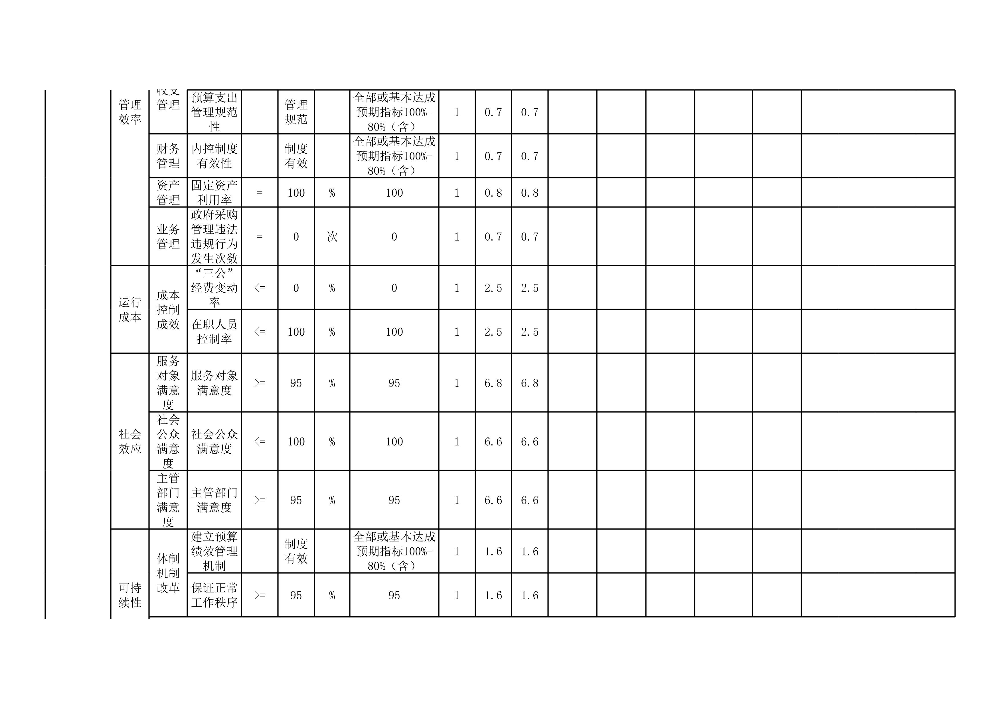 管理
效率
收支
管理
预算支出
管理规范
性
管理
规范
全部或基本达成
预期指标100%-
80%（含）
1
0.7
0.7
财务
管理
内控制度
有效性
制度
有效
全部或基本达成
预期指标100%-
80%（含）
1
0.7
0.7
资产
管理
固定资产
利用率
=
100
%
100
1
0.8
0.8
业务
管理
政府采购
管理违法
违规行为
发生次数
=
0
次
0
1
0.7
0.7
运行
成本
成本
控制
成效
“三公”
经费变动
率
<=
0
%
0
1
2.5
2.5
在职人员
控制率
<=
100
%
100
1
2.5
2.5
社会
效应
服务
对象
满意
度
服务对象
满意度
>=
95
%
95
1
6.8
6.8
社会
公众
满意
度
社会公众
满意度
<=
100
%
100
1
6.6
6.6
主管
部门
满意
度
主管部门
满意度
>=
95
%
95
1
6.6
6.6
可持
续性
体制
机制
改革
建立预算
绩效管理
机制
制度
有效
全部或基本达成
预期指标100%-
80%（含）
1
1.6
1.6
保证正常
工作秩序
>=
95
%
95
1
1.6
1.6